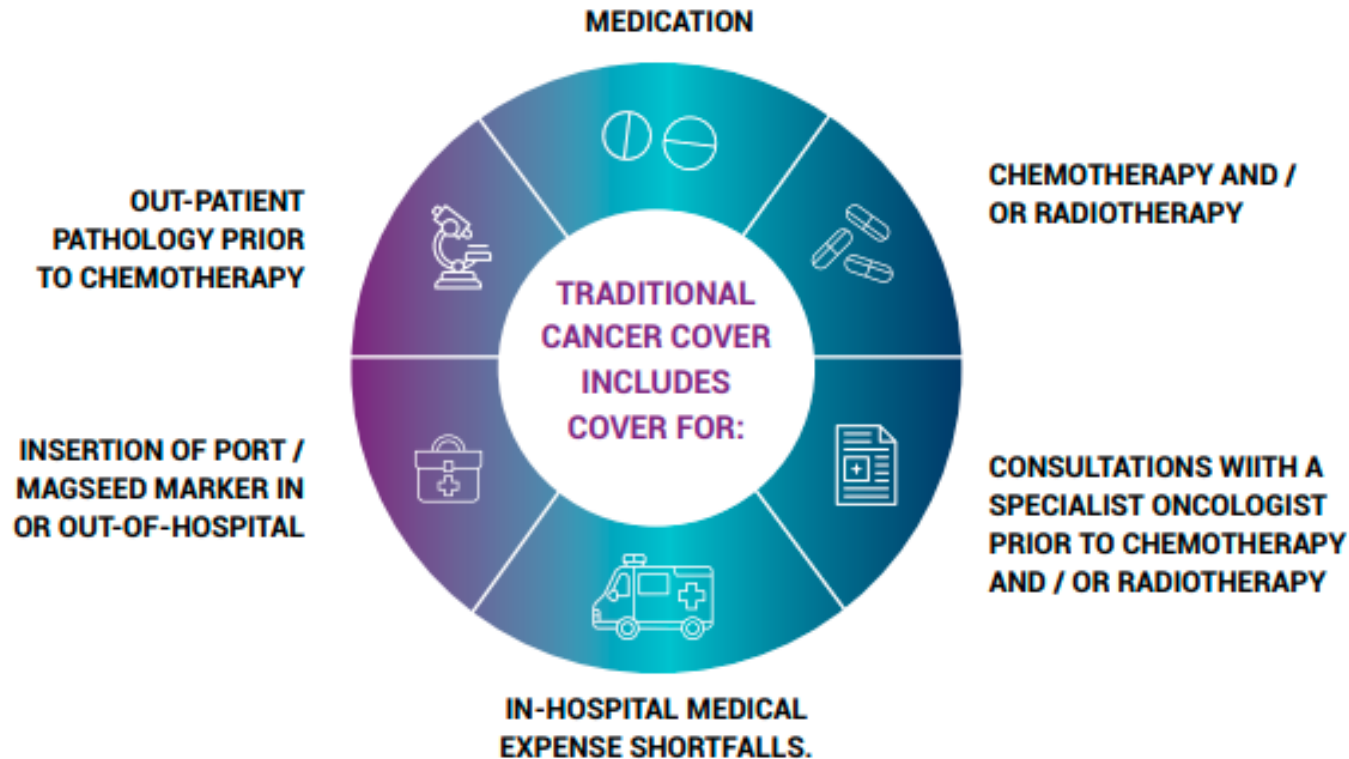 MEDICATION
CHEMOTHERAPY AND /
OR RADIOTHERAPY
CONSULTATIONS WIITH A
SPECIALIST ONCOLOGIST
PRIOR TO CHEMOTHERAPY
AND / OR RADIOTHERAPY
IN-HOSPITAL MEDICAL
EXPENSE SHORTFALLS.
INSERTION OF PORT /
MAGSEED MARKER IN
OR OUT-OF-HOSPITAL
OUT-PATIENT
PATHOLOGY PRIOR
TO CHEMOTHERAPY
TRADITIONAL
CANCER COVER
INCLUDES
COVER FOR: